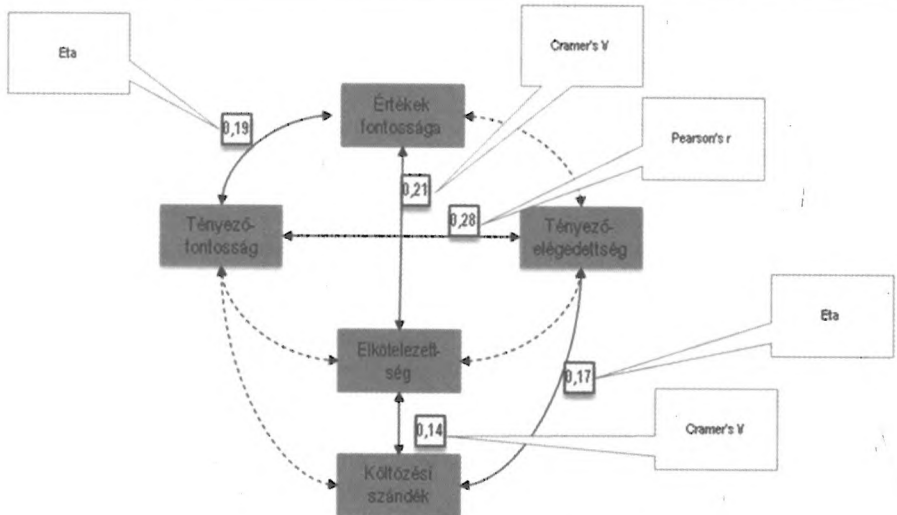 Eta
Cramer's V
Értékek
fontossága
0,19
Pearson's r
0,21
Tényező-
fontosság
0,28
Tényező-
elégedettség
Eta
Elkötelezett-
ség
0,17
0,14
Cramer's V
Költözési
szándék